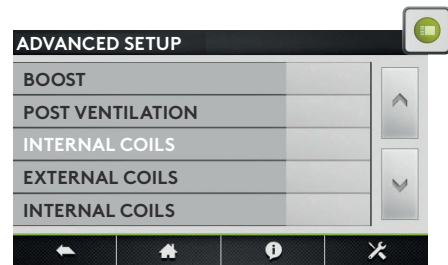 ADVANCED SETUP
BOOST
POST VENTILATION
INTERNAL COILS
EXTERNAL COILS
INTERNAL COILS